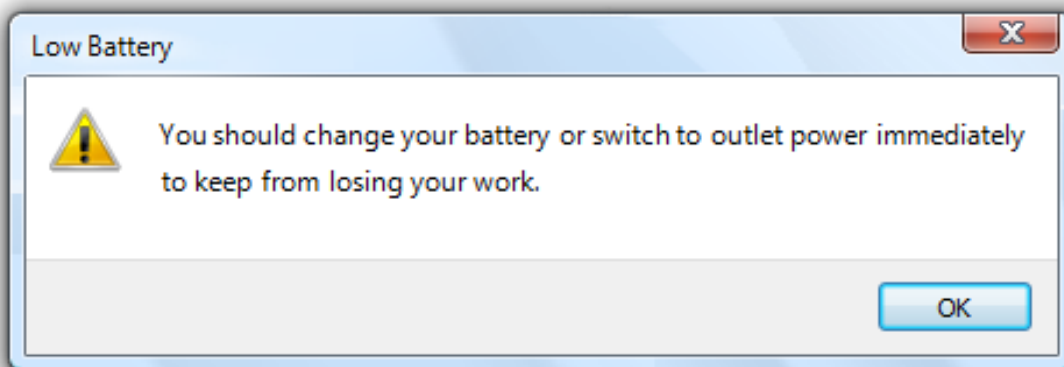 Low Battery
You should change your battery or switch to outlet power immediately
to keep from losing your work.
OK